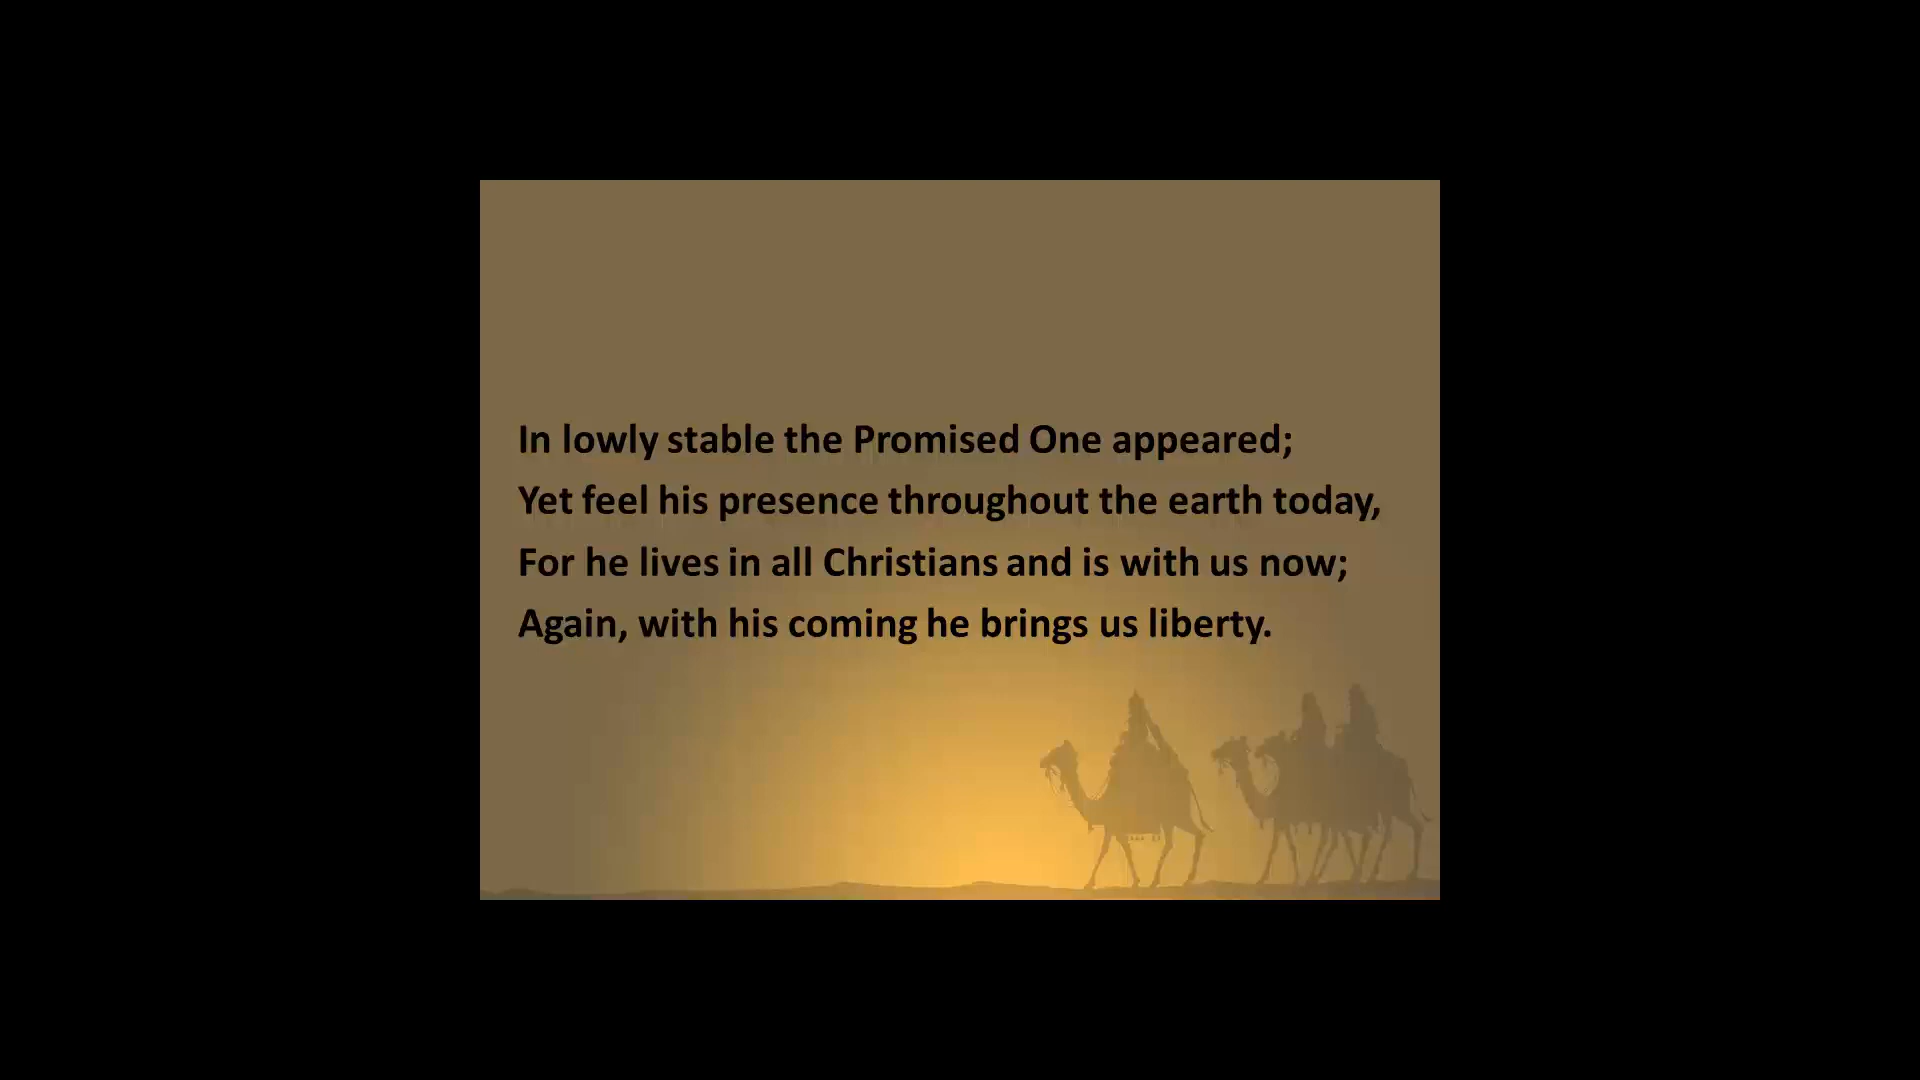 In lowly stable the Promised One appeared;
Yet feel his presence throughout the earth today,
For he lives in all Christians and is with us now;
Again, with his coming he brings us liberty.